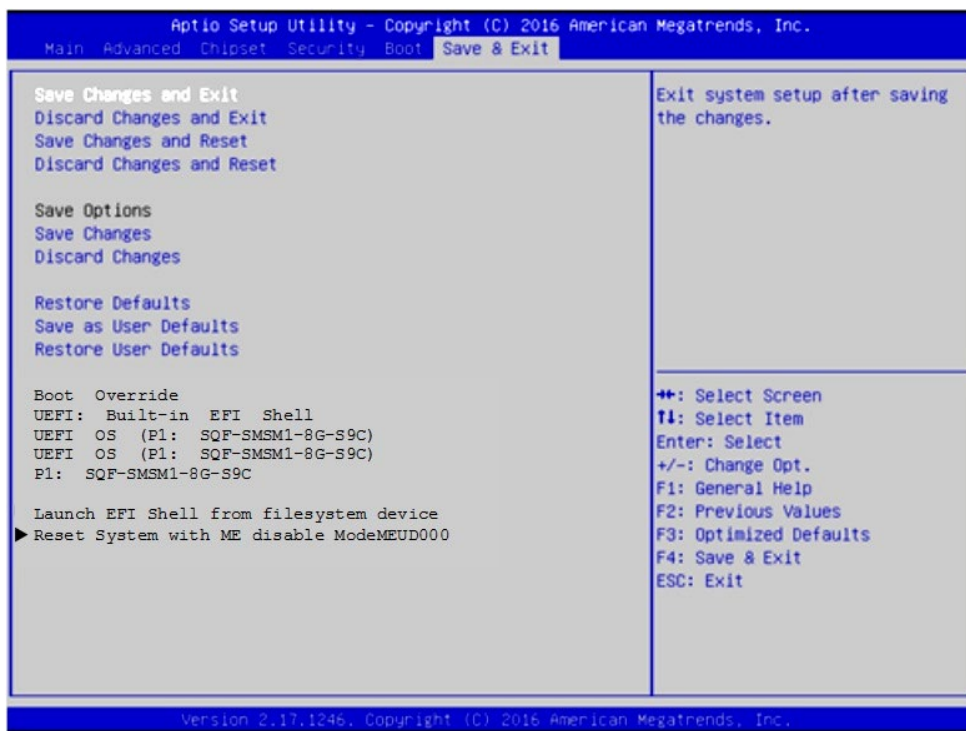 Aptio Setup Utility - Copyright (C) 2016 American Megatrends, Inc.
Main Advanced Chipset Security Boot Save & Exit
Save Changes and Exit
Discard Changes and Exit
Save Changes and Reset
Discard Changes and Reset
Save Options
Save Changes
Discard Changes
Restore Defaults
Save as User Defaults
Restore User Defaults
Boot Override
UEFI: Built-in EFI Shell
UEFI OS (P1: SQF-SMSM1-8G-S9C)
UEFI OS (P1: SQF-SMSM1-8G-S9C)
P1: SQF-SMSM1-8G-S9C
Launch EFI Shell from filesystem device
▶ Reset System with ME disable ModeMEUD000
Exit system setup after saving
the changes.
→←: Select Screen
↑↓: Select Item
Enter: Select
+/-: Change Opt.
F1: General Help
F2: Previous Values
F3: Optimized Defaults
F4: Save & Exit
ESC: Exit
Version 2.17.1246. Copyright (C) 2016 American Megatrends, Inc.